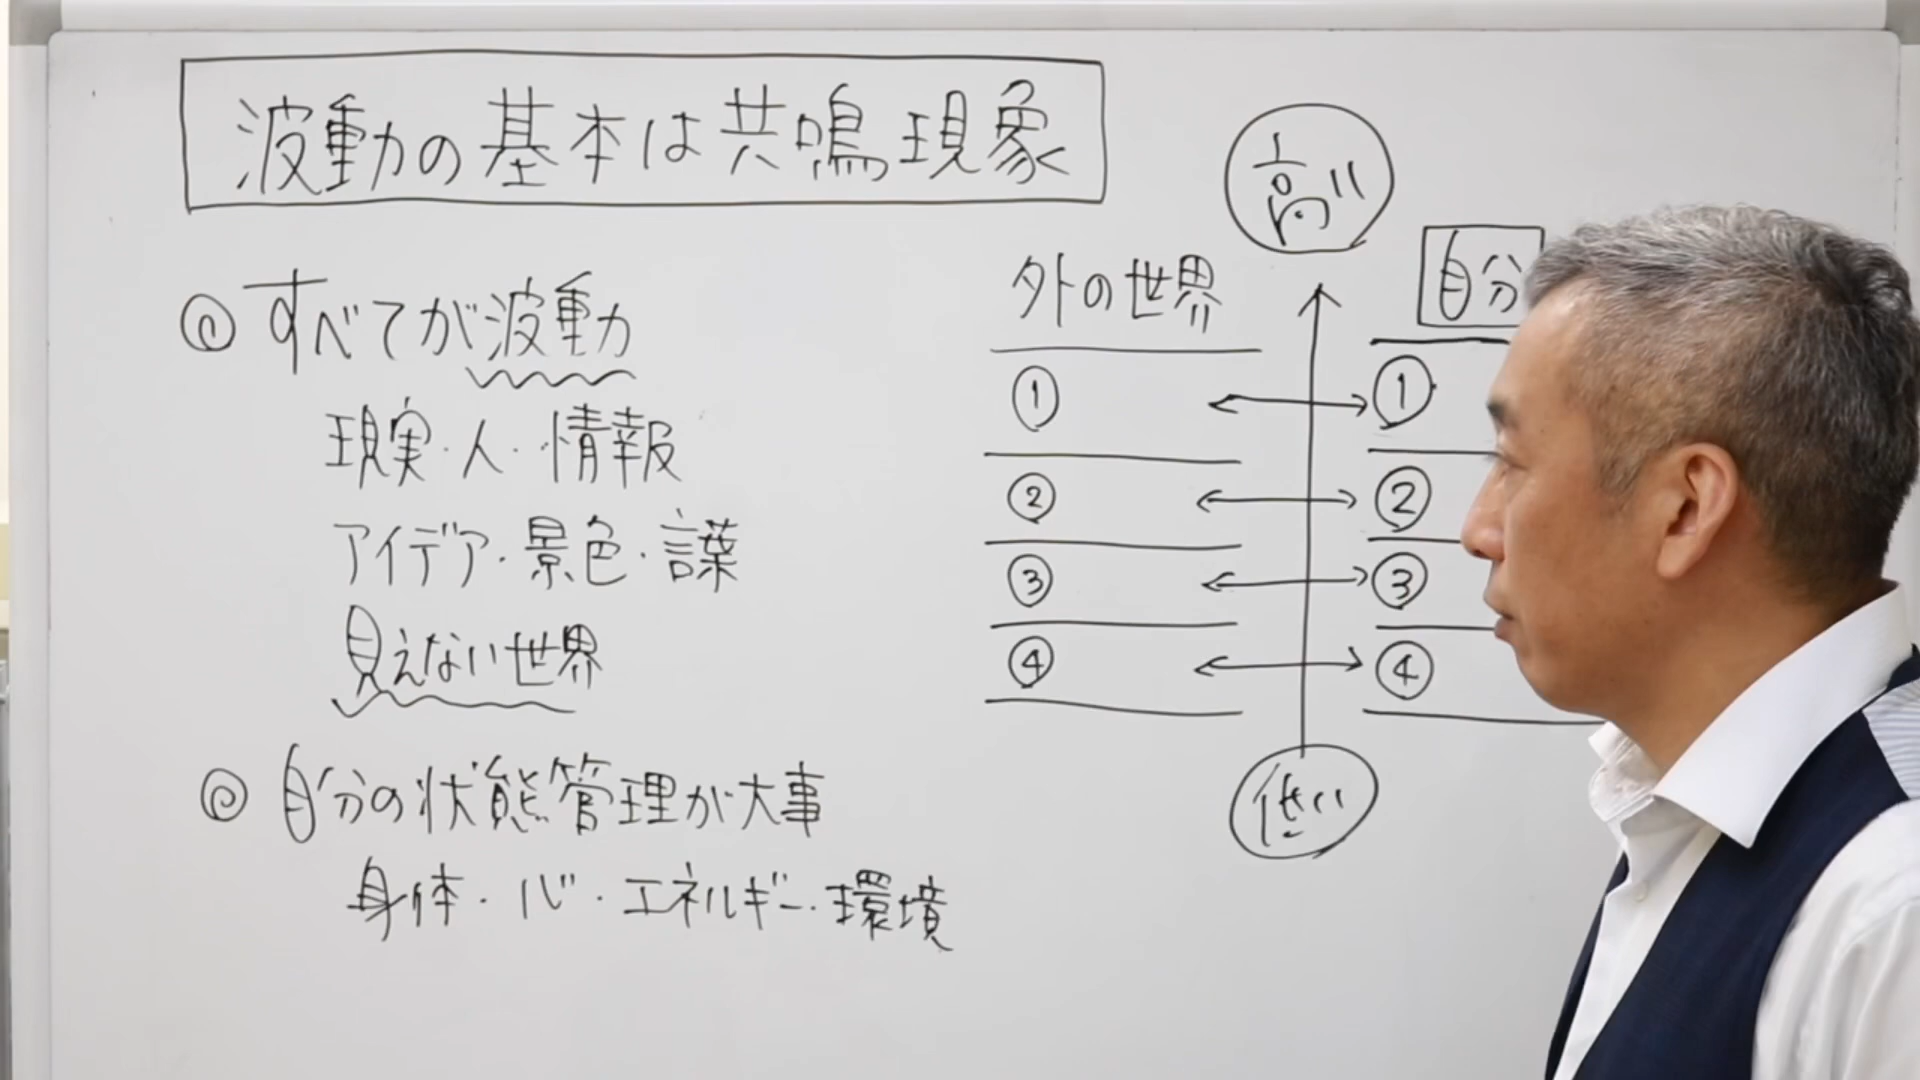 波動の基本は共鳴現象
◎ すべてが波動
現実・人・情報
アイデア・景色・言葉
見えない世界
◎ 自分の状態管理が大事
身体・心・エネルギー・環境
高い
外の世界
自分
① ①
② ②
③ ③
④ ④
低い